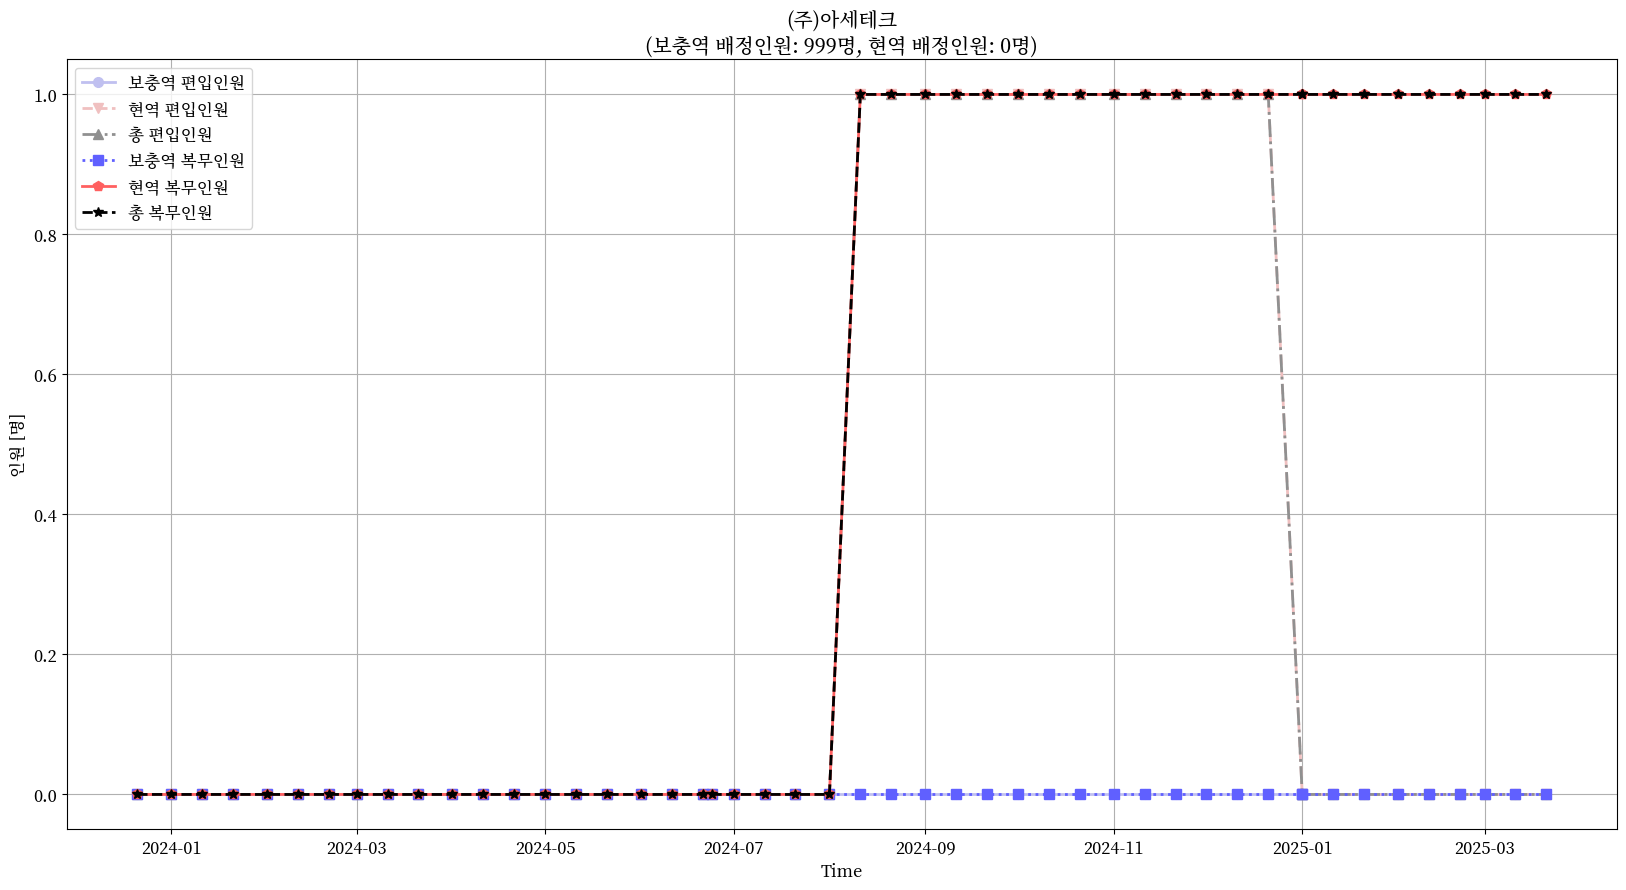 (주)아세테크
(보충역 배정인원: 999명, 현역 배정인원: 0명)
보충역 편입인원
현역 편입인원
총 편입인원
보충역 복무인원
현역 복무인원
총 복무인원
인원 [명]
1.0
0.8
0.6
0.4
0.2
0.0
2024-01 2024-03 2024-05 2024-07 2024-09 2024-11 2025-01 2025-03
Time